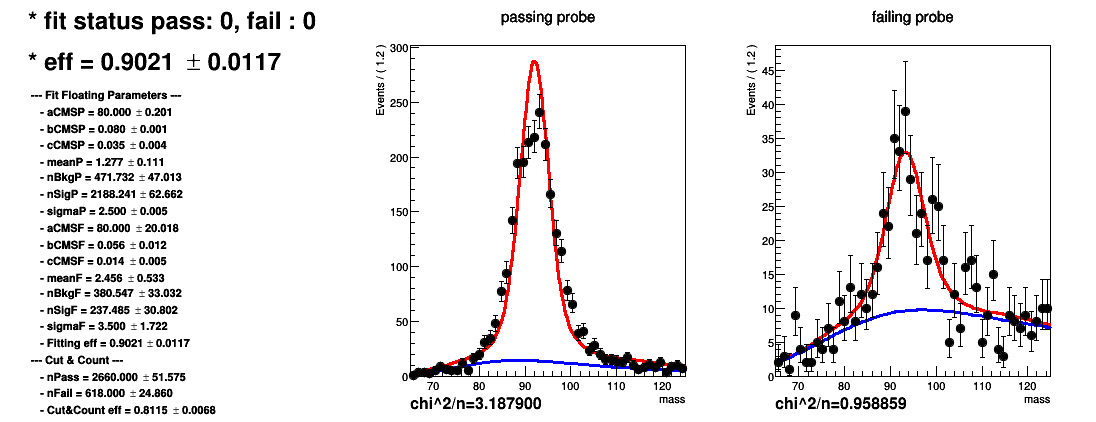 * fit status pass: 0, fail : 0
* eff = 0.9021 ± 0.0117
--- Fit Floating Parameters ---
- aCMSP = 80.000 ± 0.201
- bCMSP = 0.080 ± 0.001
- cCMSP = 0.035 ± 0.004
- meanP = 1.277 ± 0.111
- nBkgP = 471.732 ± 47.013
- nSigP = 2188.241 ± 62.662
- sigmaP = 2.500 ± 0.005
- aCMSF = 80.000 ± 20.018
- bCMSF = 0.056 ± 0.012
- cCMSF = 0.014 ± 0.005
- meanF = 2.456 ± 0.533
- nBkgF = 380.547 ± 33.032
- nSigF = 237.485 ± 30.802
- sigmaF = 3.500 ± 1.722
- Fitting eff = 0.9021 ± 0.0117
--- Cut & Count ---
- nPass = 2660.000 ± 51.575
- nFail = 618.000 ± 24.860
- Cut&Count eff = 0.8115 ± 0.0068
passing probe
Events / ( 1.2 )
300
250
200
150
100
50
0
70 80 90 100 110 120
mass
chi^2/n=3.187900
failing probe
Events / ( 1.2 )
45
40
35
30
25
20
15
10
5
0
70 80 90 100 110 120
mass
chi^2/n=0.958859